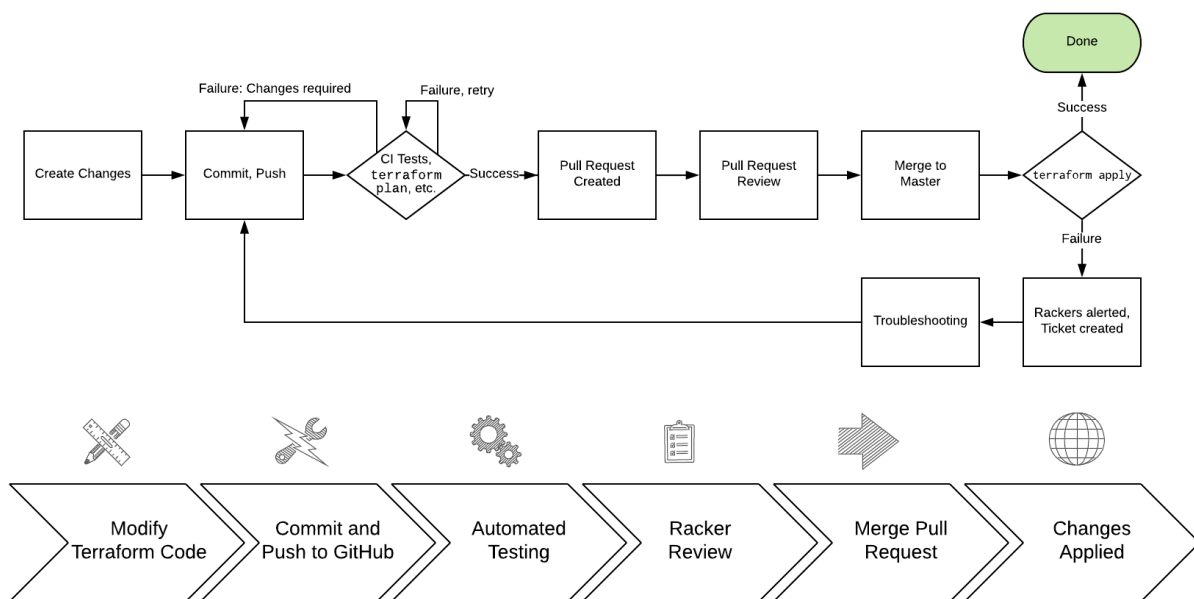 Done
Failure: Changes required
Failure, retry
Success
Create Changes
Commit, Push
CI Tests,
terraform
plan, etc.
Success
Pull Request
Created
Pull Request
Review
Merge to
Master
terraform apply
Failure
Troubleshooting
Rackers alerted,
Ticket created
Modify
Terraform Code
Commit and
Push to GitHub
Automated
Testing
Racker
Review
Merge Pull
Request
Changes
Applied